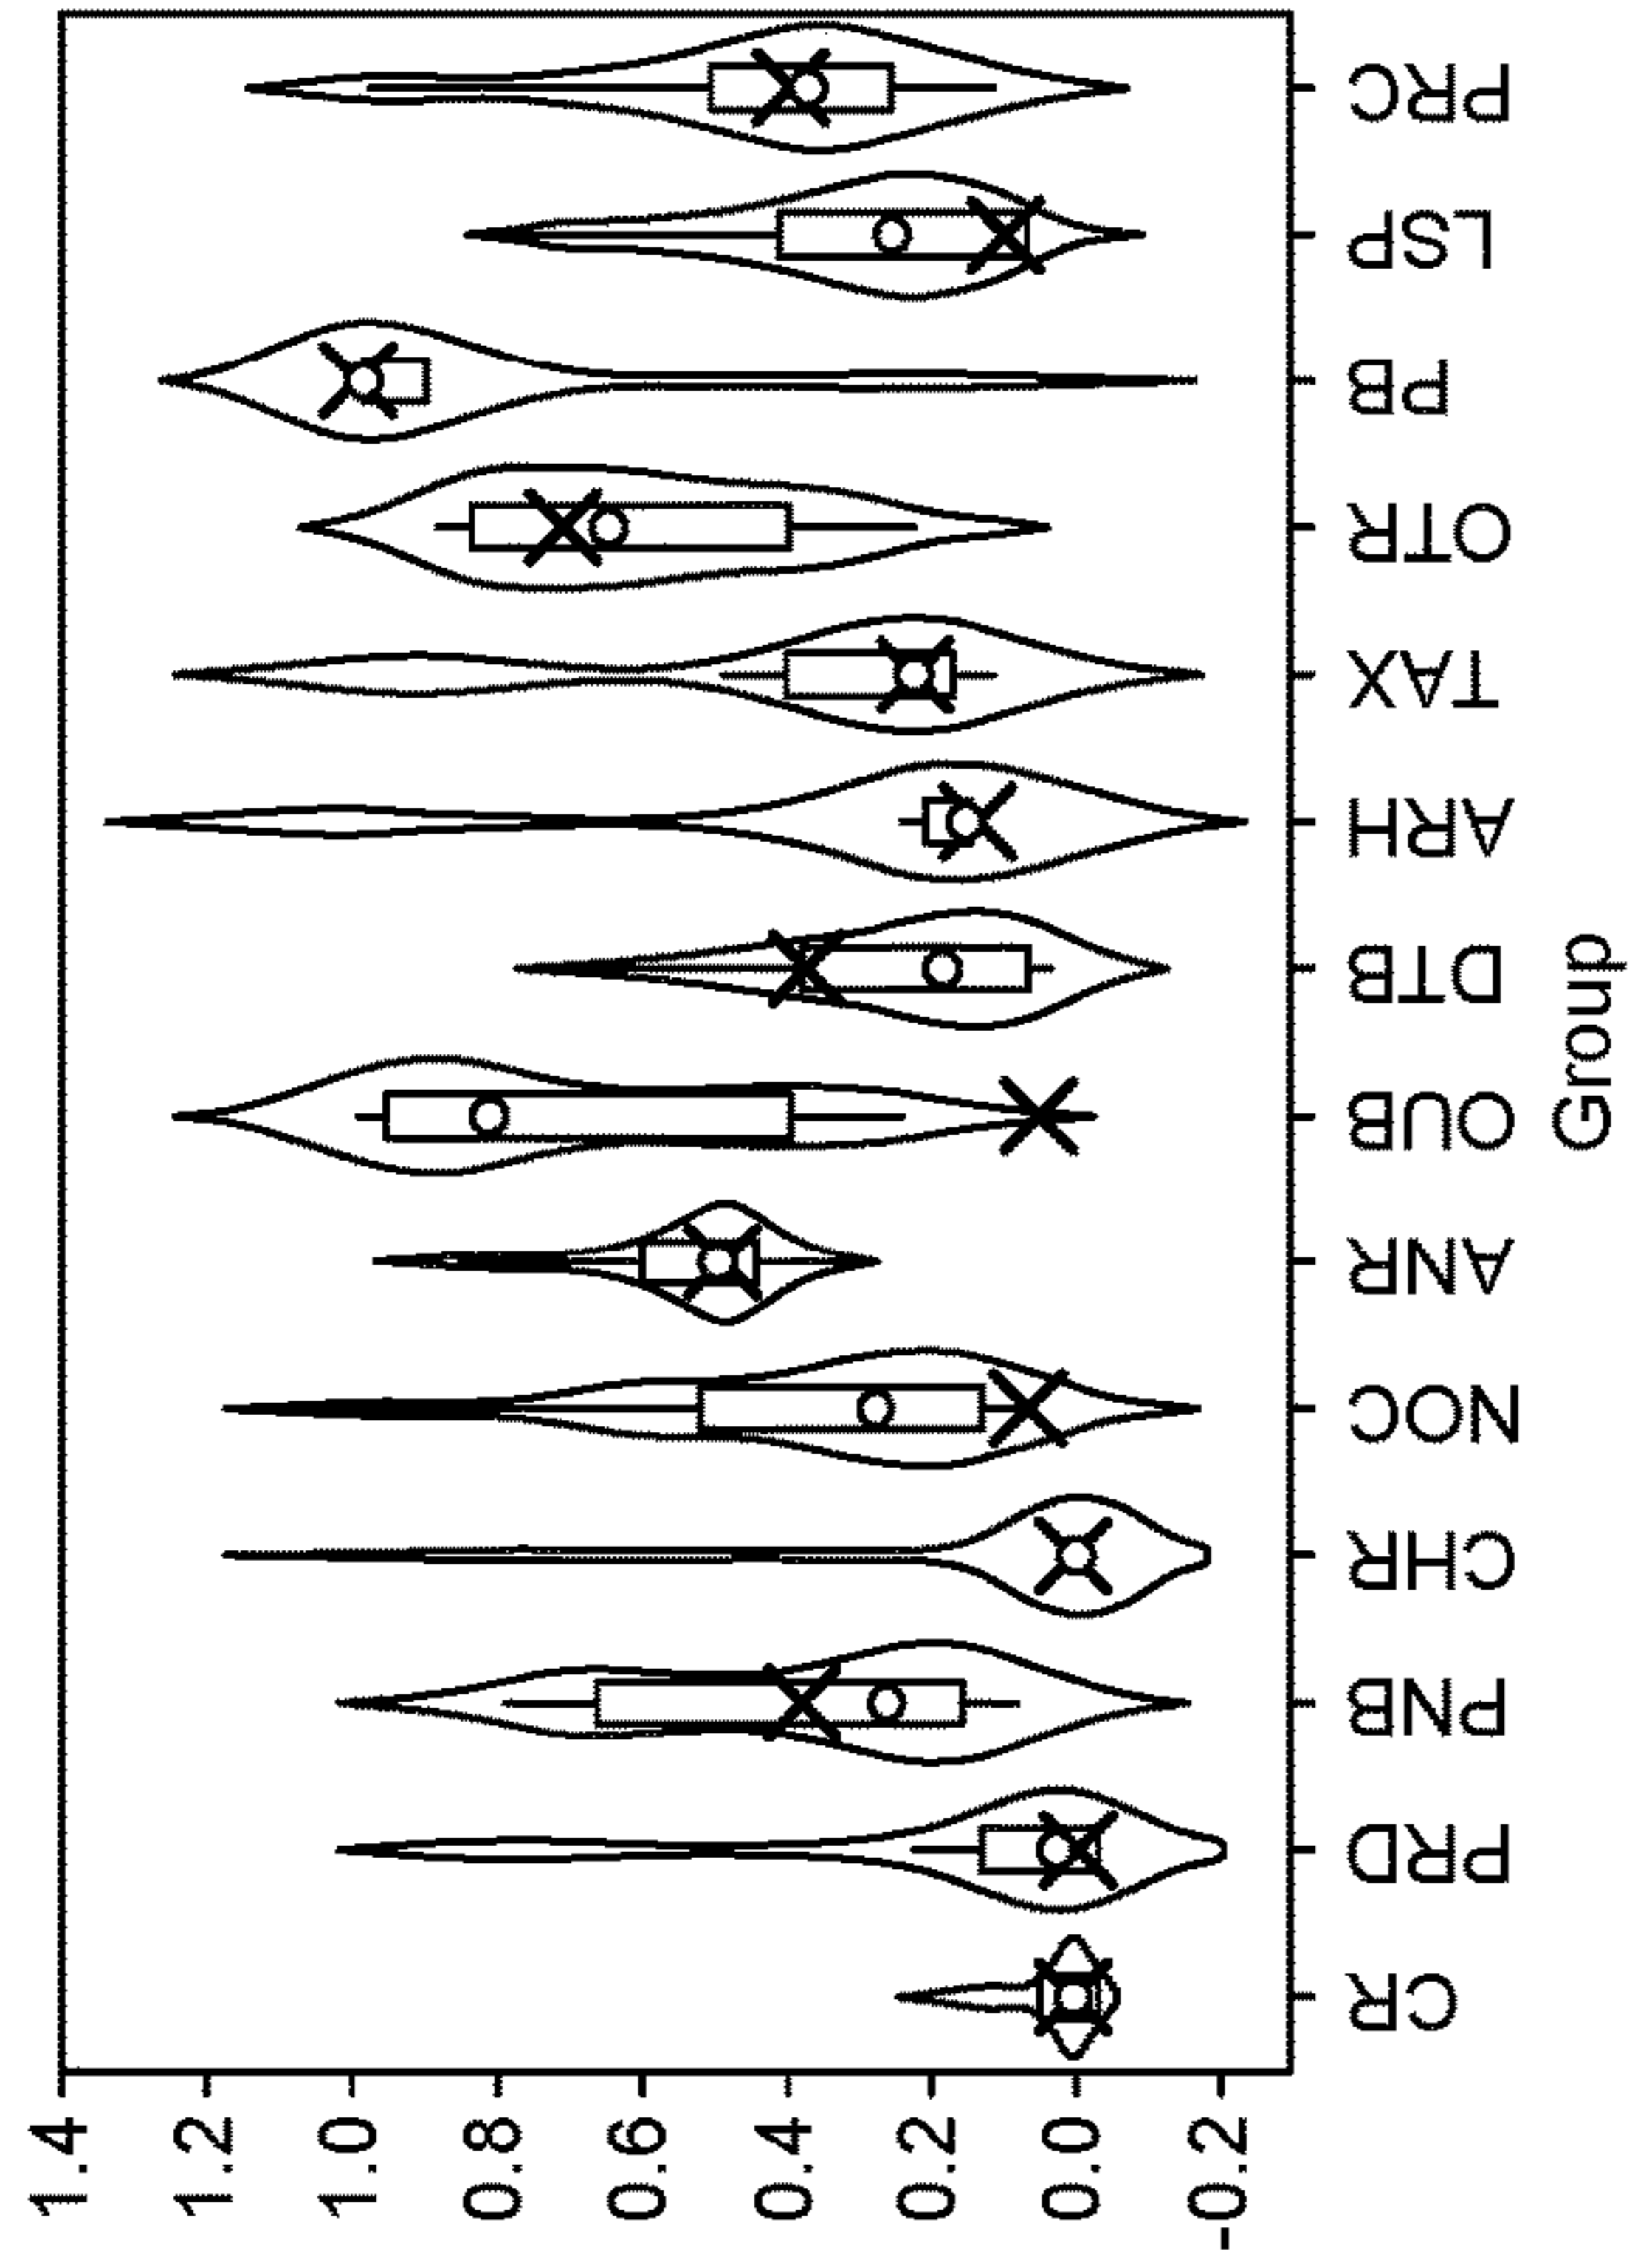 1.4
1.2
1.0
0.8
0.6
0.4
0.2
0.0
-0.2
CR
PRD
PNB
CHR
NOC
ANR
OUB
DTB
ARH
TAX
OTR
PB
LSP
PRC
Group